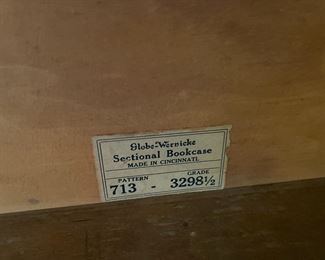 Globe-Wernicke
Sectional Bookcase
MADE IN CINCINNATI
PATTERN GRADE
713 - 3298½